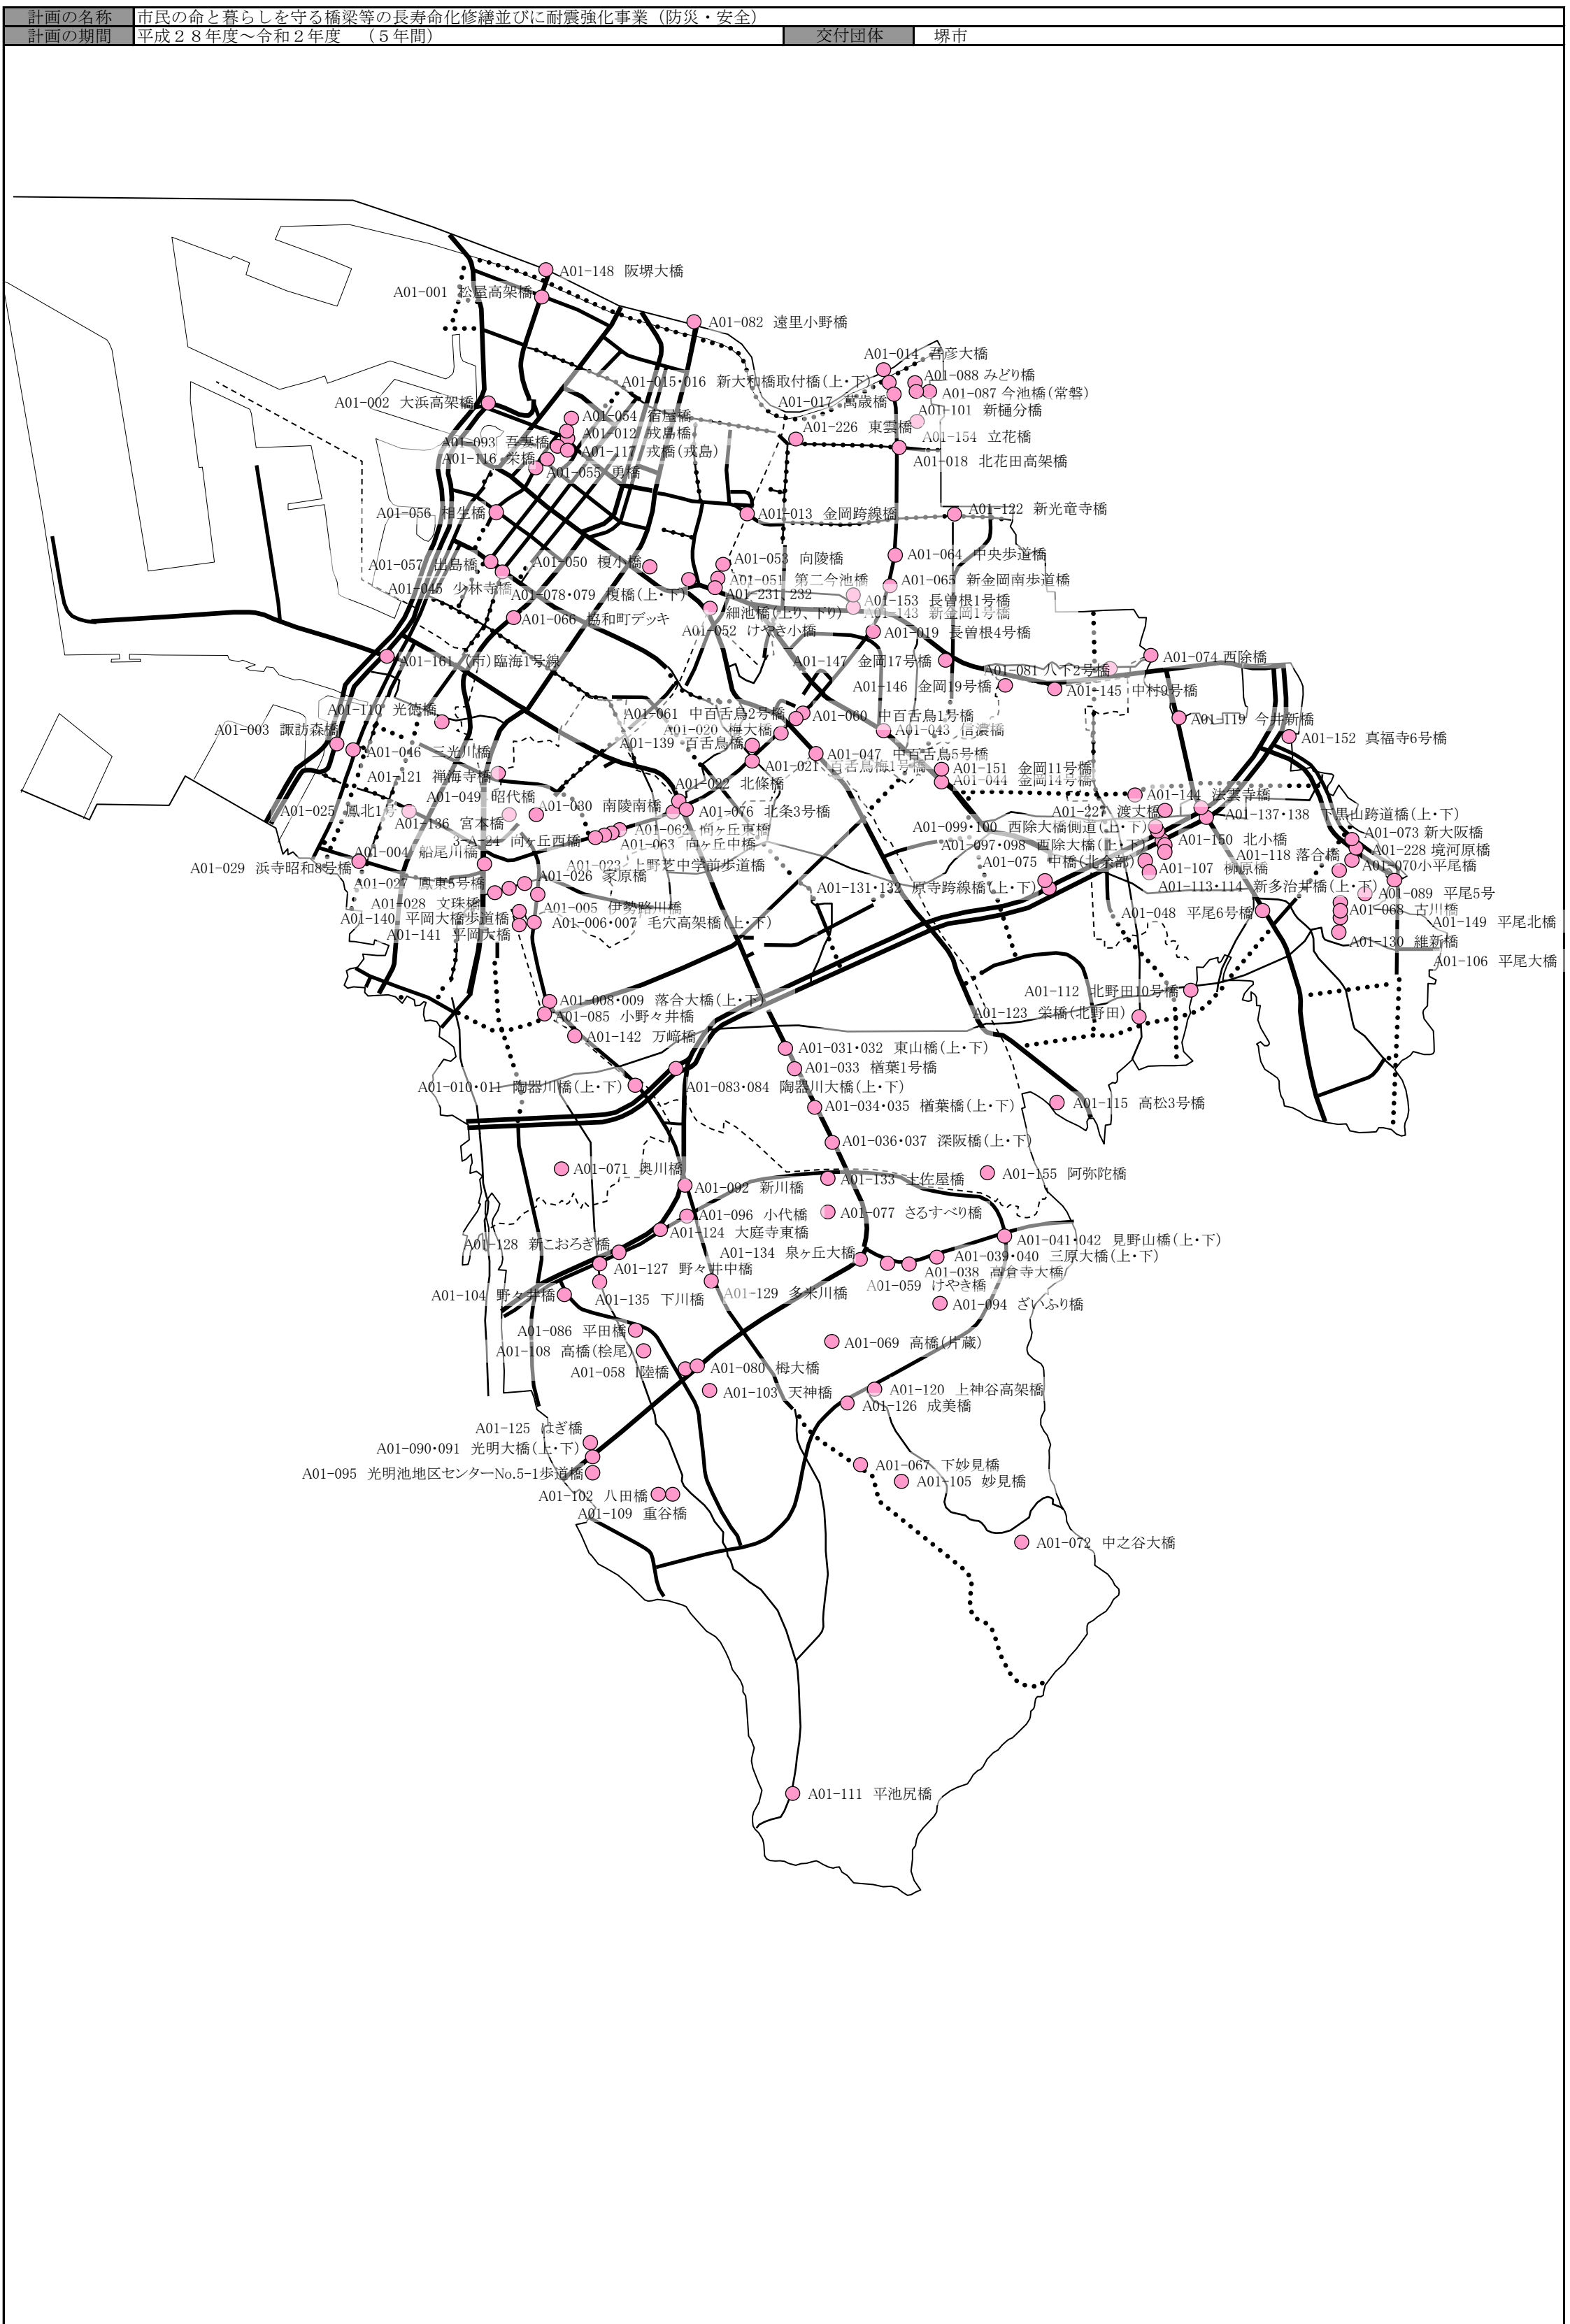 計画の名称 市民の命と暮らしを守る橋梁等の長寿命化修繕並びに耐震強化事業（防災・安全）
計画の期間 平成２８年度～令和２年度　（５年間） 交付団体 堺市
A01-148 阪堺大橋
A01-001 松屋高架橋
A01-082 遠里小野橋
A01-014 君彦大橋
A01-015・016 新大和橋取付橋(上・下)
A01-088 みどり橋
A01-087 今池橋(常磐)
A01-017 萬歳橋
A01-002 大浜高架橋
A01-101 新樋分橋
A01-054 宿屋橋
A01-226 東雲橋
A01-012 戎島橋
A01-154 立花橋
A01-093 吾妻橋
A01-117 戎橋(戎島)
A01-116 栄橋
A01-018 北花田高架橋
A01-055 勇橋
A01-056 相生橋
A01-013 金岡跨線橋
A01-122 新光竜寺橋
A01-064 中央歩道橋
A01-053 向陵橋
A01-050 榎小橋
A01-057 出島橋
A01-051 第二今池橋
A01-065 新金岡南歩道橋
A01-045 少林寺橋
A01-078・079 榎橋(上・下)
A01-231、232
細池橋(上り、下り)
A01-153 長曽根1号橋
A01-143 新金岡1号橋
A01-066 協和町デッキ
A01-052 けやき小橋
A01-019 長曽根4号橋
A01-161 (市)臨海1号線
A01-147 金岡17号橋
A01-074 西除橋
A01-081 八下2号橋
A01-146 金岡19号橋
A01-145 中村9号橋
A01-110 光徳橋
A01-061 中百舌鳥2号橋
A01-060 中百舌鳥1号橋
A01-119 今井新橋
A01-003 諏訪森橋
A01-020 梅大橋
A01-043 信濃橋
A01-152 真福寺6号橋
A01-139 百舌鳥橋
A01-046 三光川橋
A01-047 中百舌鳥5号橋
A01-021 百舌鳥梅1号橋
A01-151 金岡11号橋
A01-121 禅海寺橋
A01-044 金岡14号橋
A01-022 北條橋
A01-049 昭代橋
A01-144 法雲寺橋
A01-030 南陵南橋
A01-025 鳳北1号
A01-076 北条3号橋
A01-227 渡丈橋
A01-137・138 下黒山跨道橋(上・下)
A01-136 宮本橋
A01-062 向ヶ丘東橋
A01-099・100 西除大橋側道(上・下)
A01-073 新大阪橋
3-A-24 向ヶ丘西橋
A01-063 向ヶ丘中橋
A01-150 北小橋
A01-097・098 西除大橋(上・下)
A01-228 境河原橋
A01-004 船尾川橋
A01-118 落合橋
A01-075 中橋(北余部)
A01-070小平尾橋
A01-029 浜寺昭和8号橋
A01-023 上野芝中学前歩道橋
A01-107 柳原橋
A01-026 家原橋
A01-027 鳳東5号橋
A01-131・132 原寺跨線橋(上・下)
A01-113・114 新多治井橋(上・下)
A01-089 平尾5号
A01-028 文珠橋
A01-005 伊勢路川橋
A01-048 平尾6号橋
A01-068 古川橋
A01-140 平岡大橋歩道橋
A01-006・007 毛穴高架橋(上・下)
A01-149 平尾北橋
A01-141 平岡大橋
A01-130 維新橋
A01-106 平尾大橋
A01-112 北野田10号橋
A01-008・009 落合大橋(上・下)
A01-123 栄橋(北野田)
A01-085 小野々井橋
A01-142 万﨑橋
A01-031・032 東山橋(上・下)
A01-033 楢葉1号橋
A01-010・011 陶器川橋(上・下)
A01-083・084 陶器川大橋(上・下)
A01-034・035 楢葉橋(上・下)
A01-115 高松3号橋
A01-036・037 深阪橋(上・下)
A01-071 奥川橋
A01-155 阿弥陀橋
A01-133 土佐屋橋
A01-092 新川橋
A01-077 さるすべり橋
A01-096 小代橋
A01-124 大庭寺東橋
A01-041・042 見野山橋(上・下)
A01-128 新こおろぎ橋
A01-134 泉ヶ丘大橋
A01-039・040 三原大橋(上・下)
A01-127 野々井中橋
A01-038 高倉寺大橋
A01-059 けやき橋
A01-104 野々井橋
A01-135 下川橋
A01-129 多米川橋
A01-094 ざいふり橋
A01-086 平田橋
A01-108 高橋(桧尾)
A01-069 高橋(片蔵)
A01-058 I陸橋
A01-080 栂大橋
A01-103 天神橋
A01-120 上神谷高架橋
A01-126 成美橋
A01-125 はぎ橋
A01-090・091 光明大橋(上・下)
A01-067 下妙見橋
A01-095 光明池地区センターNo.5-1歩道橋
A01-105 妙見橋
A01-102 八田橋
A01-109 重谷橋
A01-072 中之谷大橋
A01-111 平池尻橋